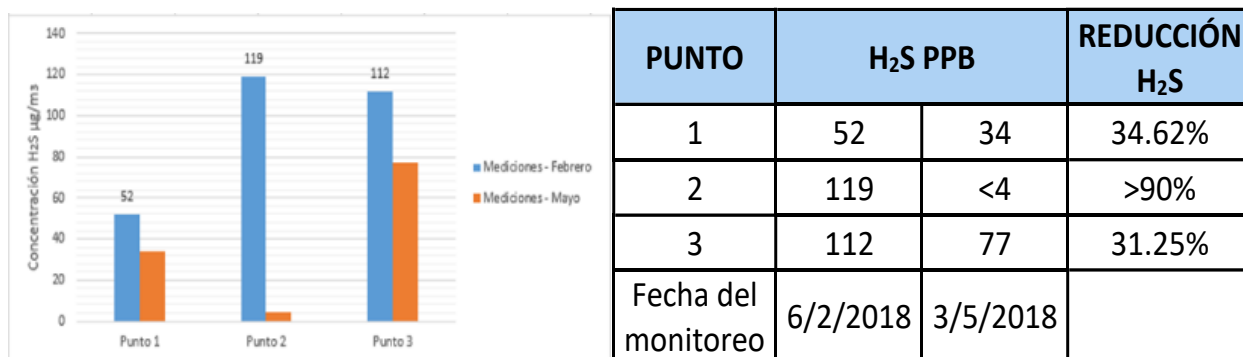 140
120
100
80
60
40
20
0
Concentración H2S µg/m3
52
119
112
Punto 1
Punto 2
Punto 3
Mediciones - Febrero
Mediciones - Mayo
PUNTO H₂S PPB REDUCCIÓN H₂S
1 52 34 34.62%
2 119 <4 >90%
3 112 77 31.25%
Fecha del monitoreo 6/2/2018 3/5/2018